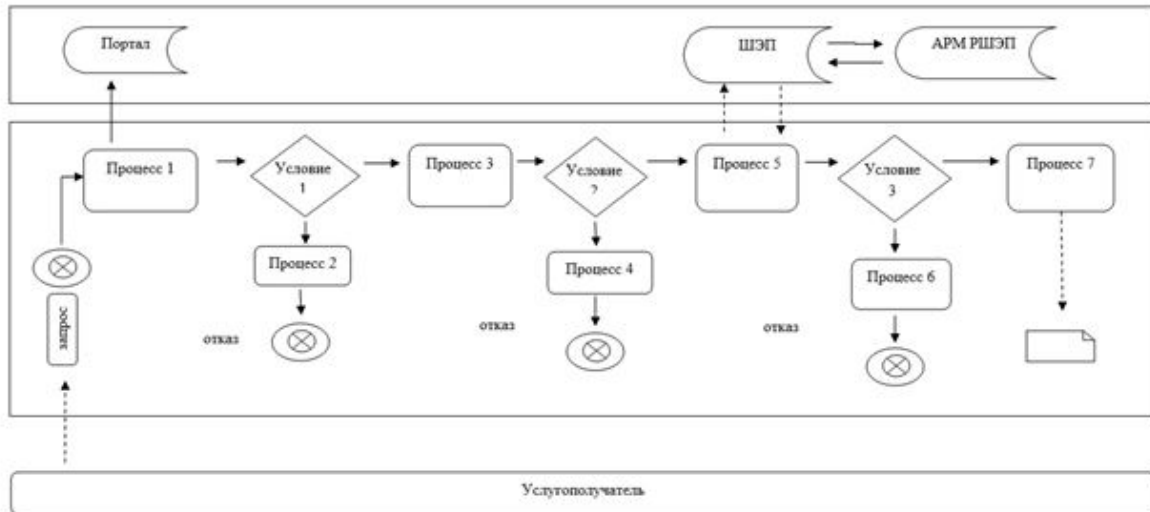 Портал
ШЭП
АРМ РШЭП
Процесс 1
Условие
1
Процесс 3
Условие
2
Процесс 5
Условие
3
Процесс 7
Процесс 2
Процесс 4
Процесс 6
запрос
отказ
отказ
отказ
Услугополучатель